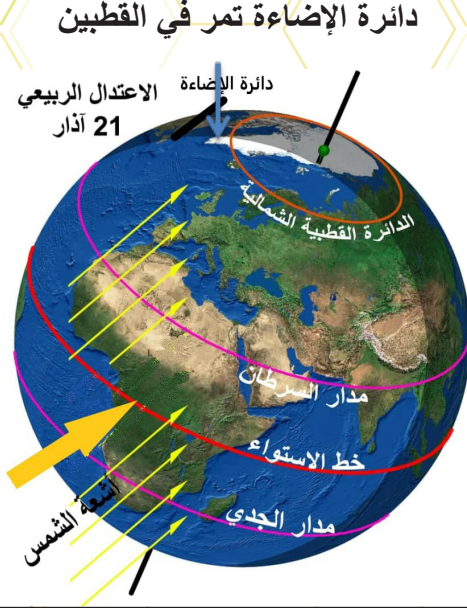 دائرة الإضاءة تمر في القطبين
دائرة الإضاءة
الاعتدال الربيعي
21 آذار
الدائرة القطبية الشمالية
مدار السرطان
خط الاستواء
مدار الجدي
اشعة الشمس